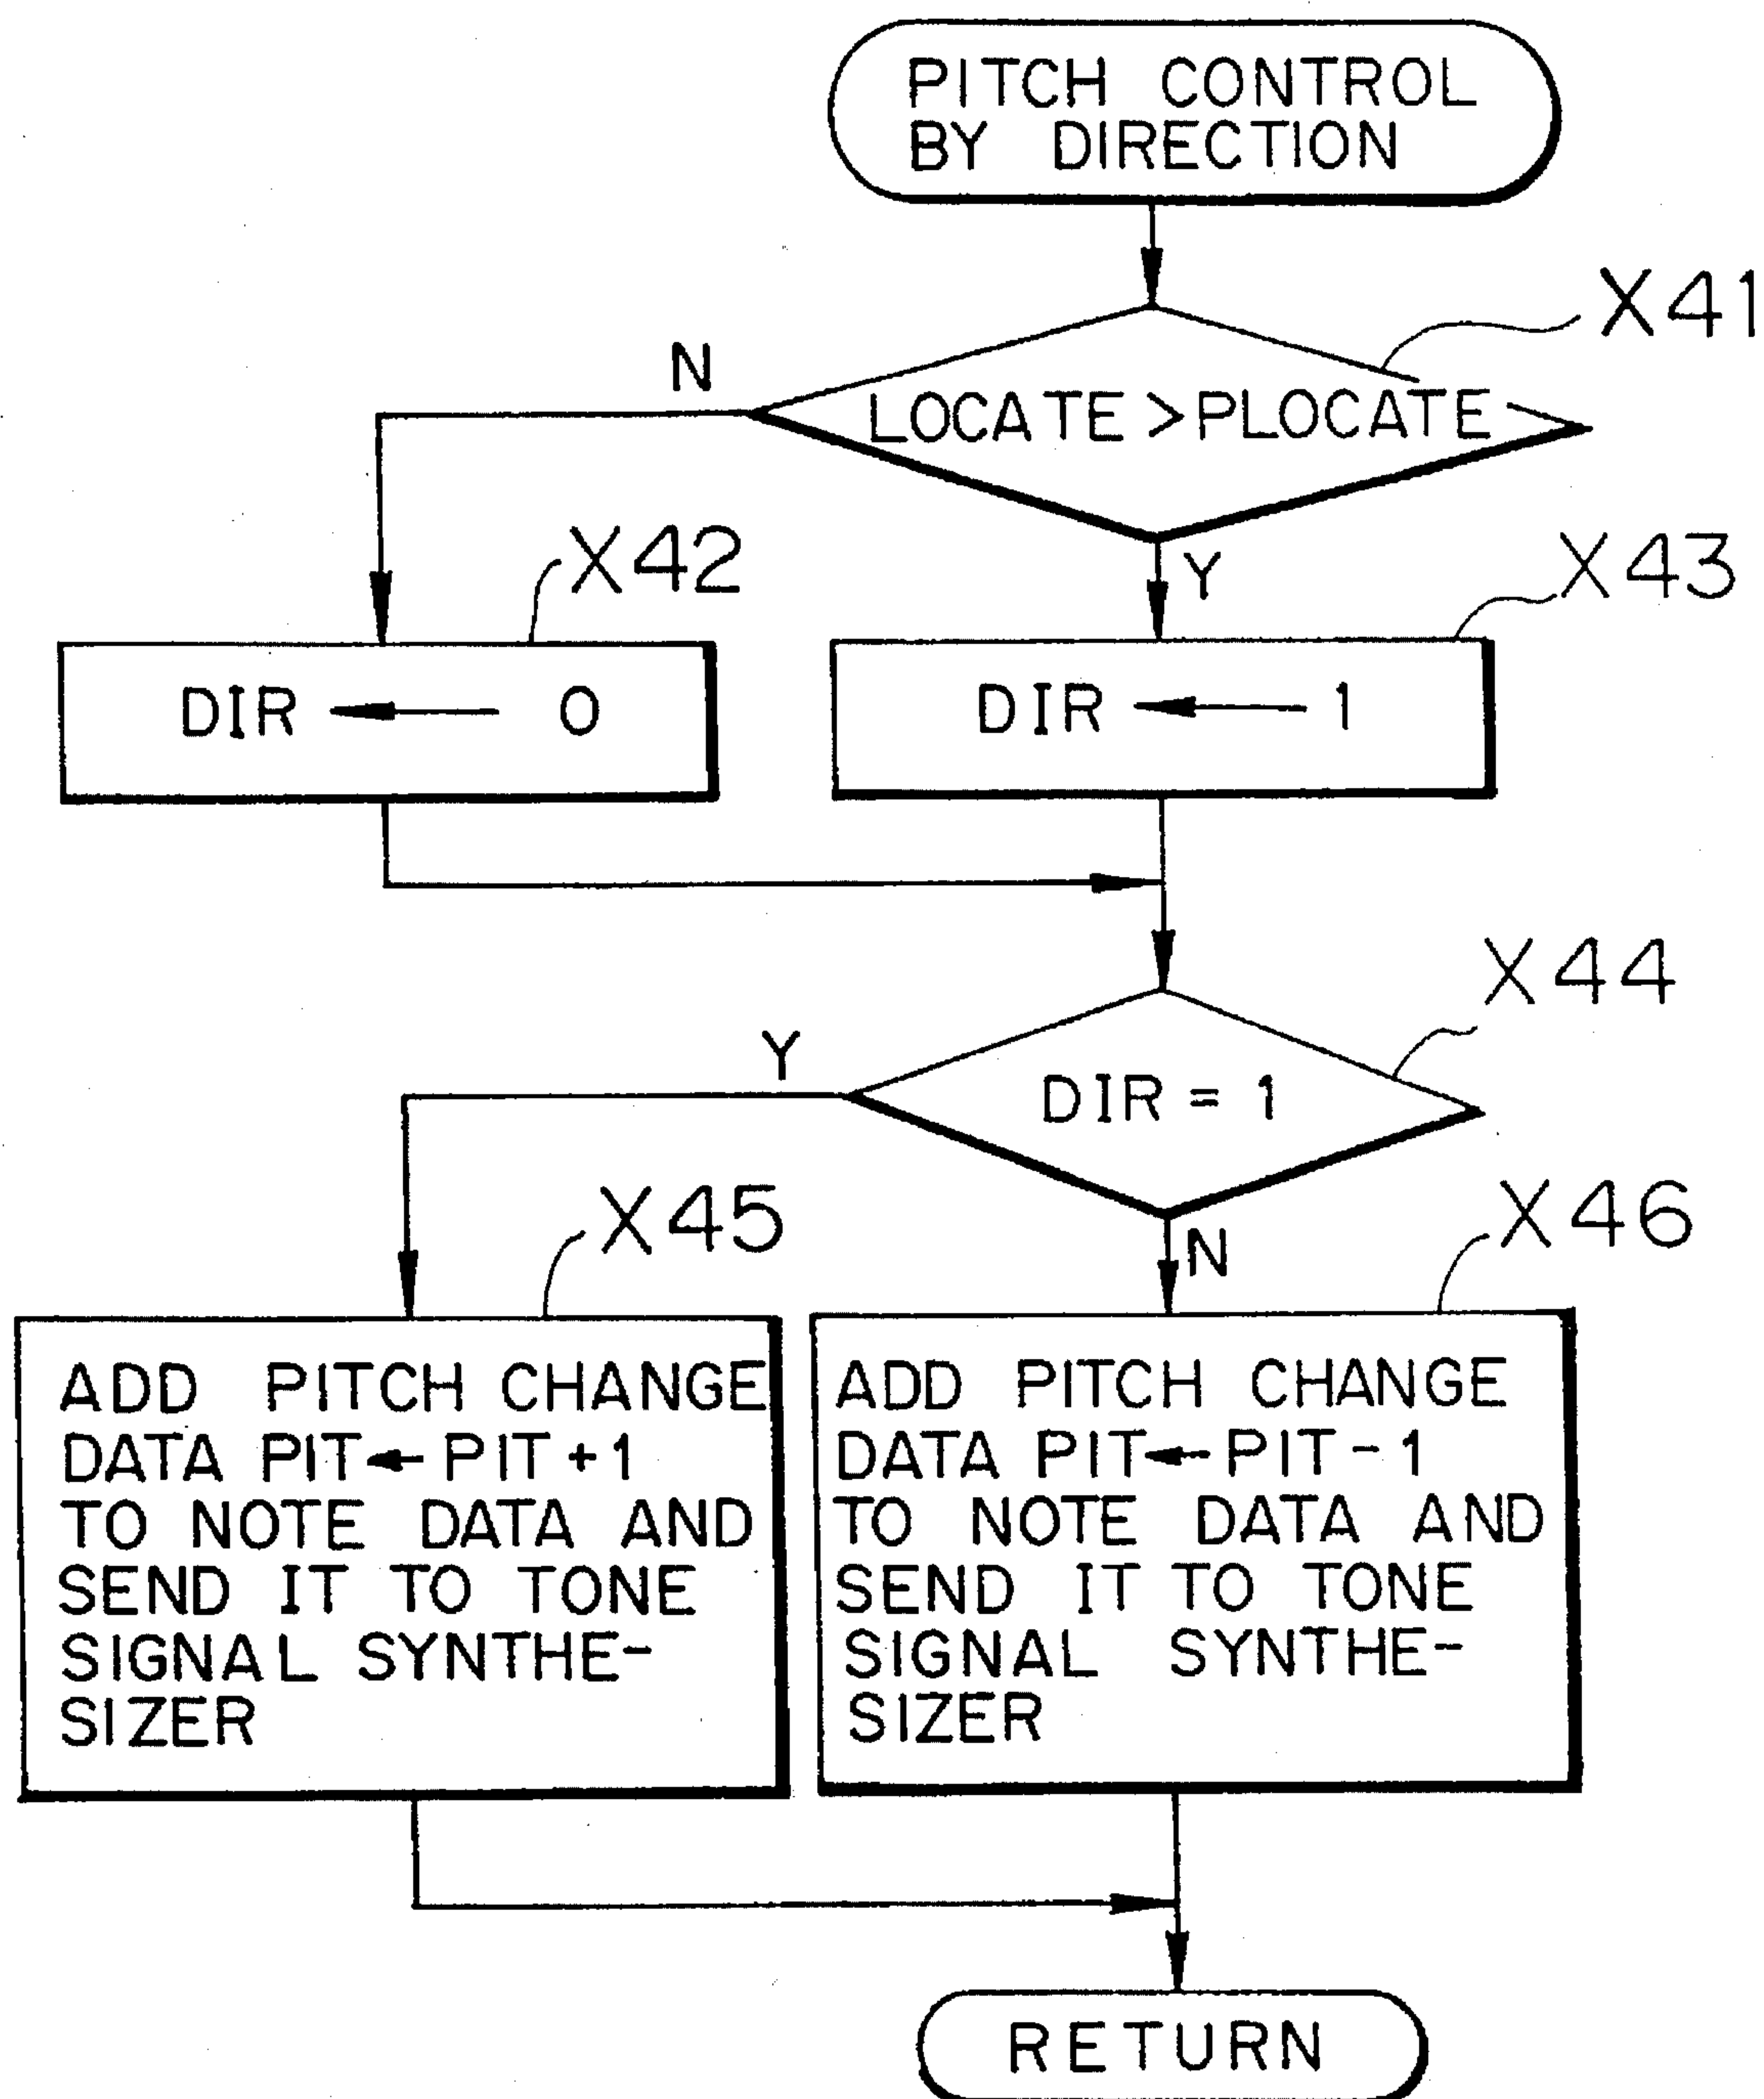 PITCH CONTROL
BY DIRECTION
X41
N
LOCATE > PLOCATE
X42
Y
X43
DIR ← 0
DIR ← 1
X44
Y
DIR = 1
X45
N
X46
ADD PITCH CHANGE
DATA PIT ← PIT + 1
TO NOTE DATA AND
SEND IT TO TONE
SIGNAL SYNTHE-
SIZER
ADD PITCH CHANGE
DATA PIT ← PIT - 1
TO NOTE DATA AND
SEND IT TO TONE
SIGNAL SYNTHE-
SIZER
RETURN